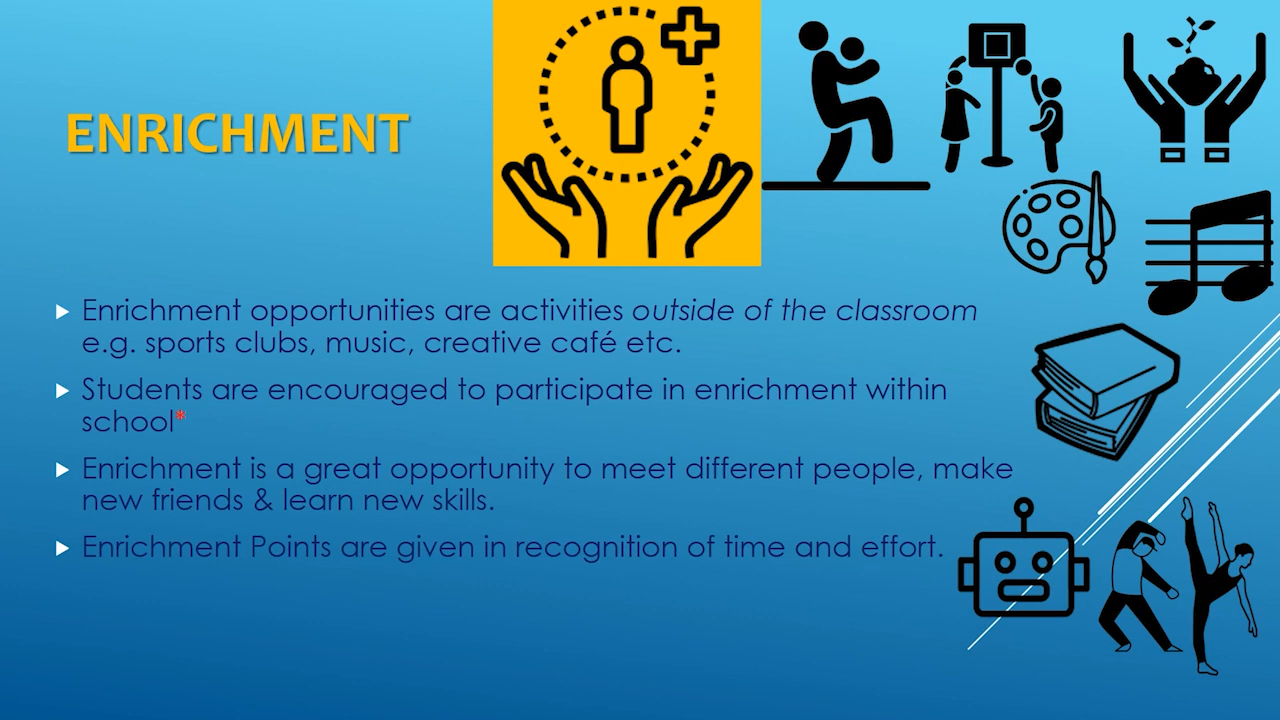 ENRICHMENT
Enrichment opportunities are activities outside of the classroom
e.g. sports clubs, music, creative café etc.
Students are encouraged to participate in enrichment within
school*
Enrichment is a great opportunity to meet different people, make
new friends & learn new skills.
Enrichment Points are given in recognition of time and effort.